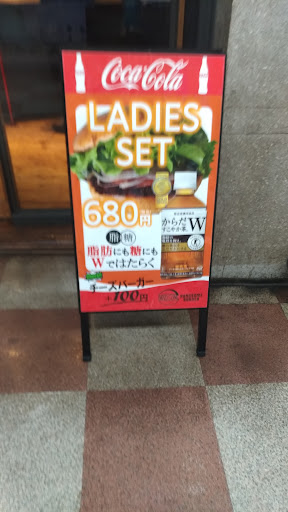 Coca-Cola
LADIES
SET
680円
からだ
すこやか茶
W
脂 糖
脂肪にも糖にも
Wではたらく
チーズバーガー
+100円